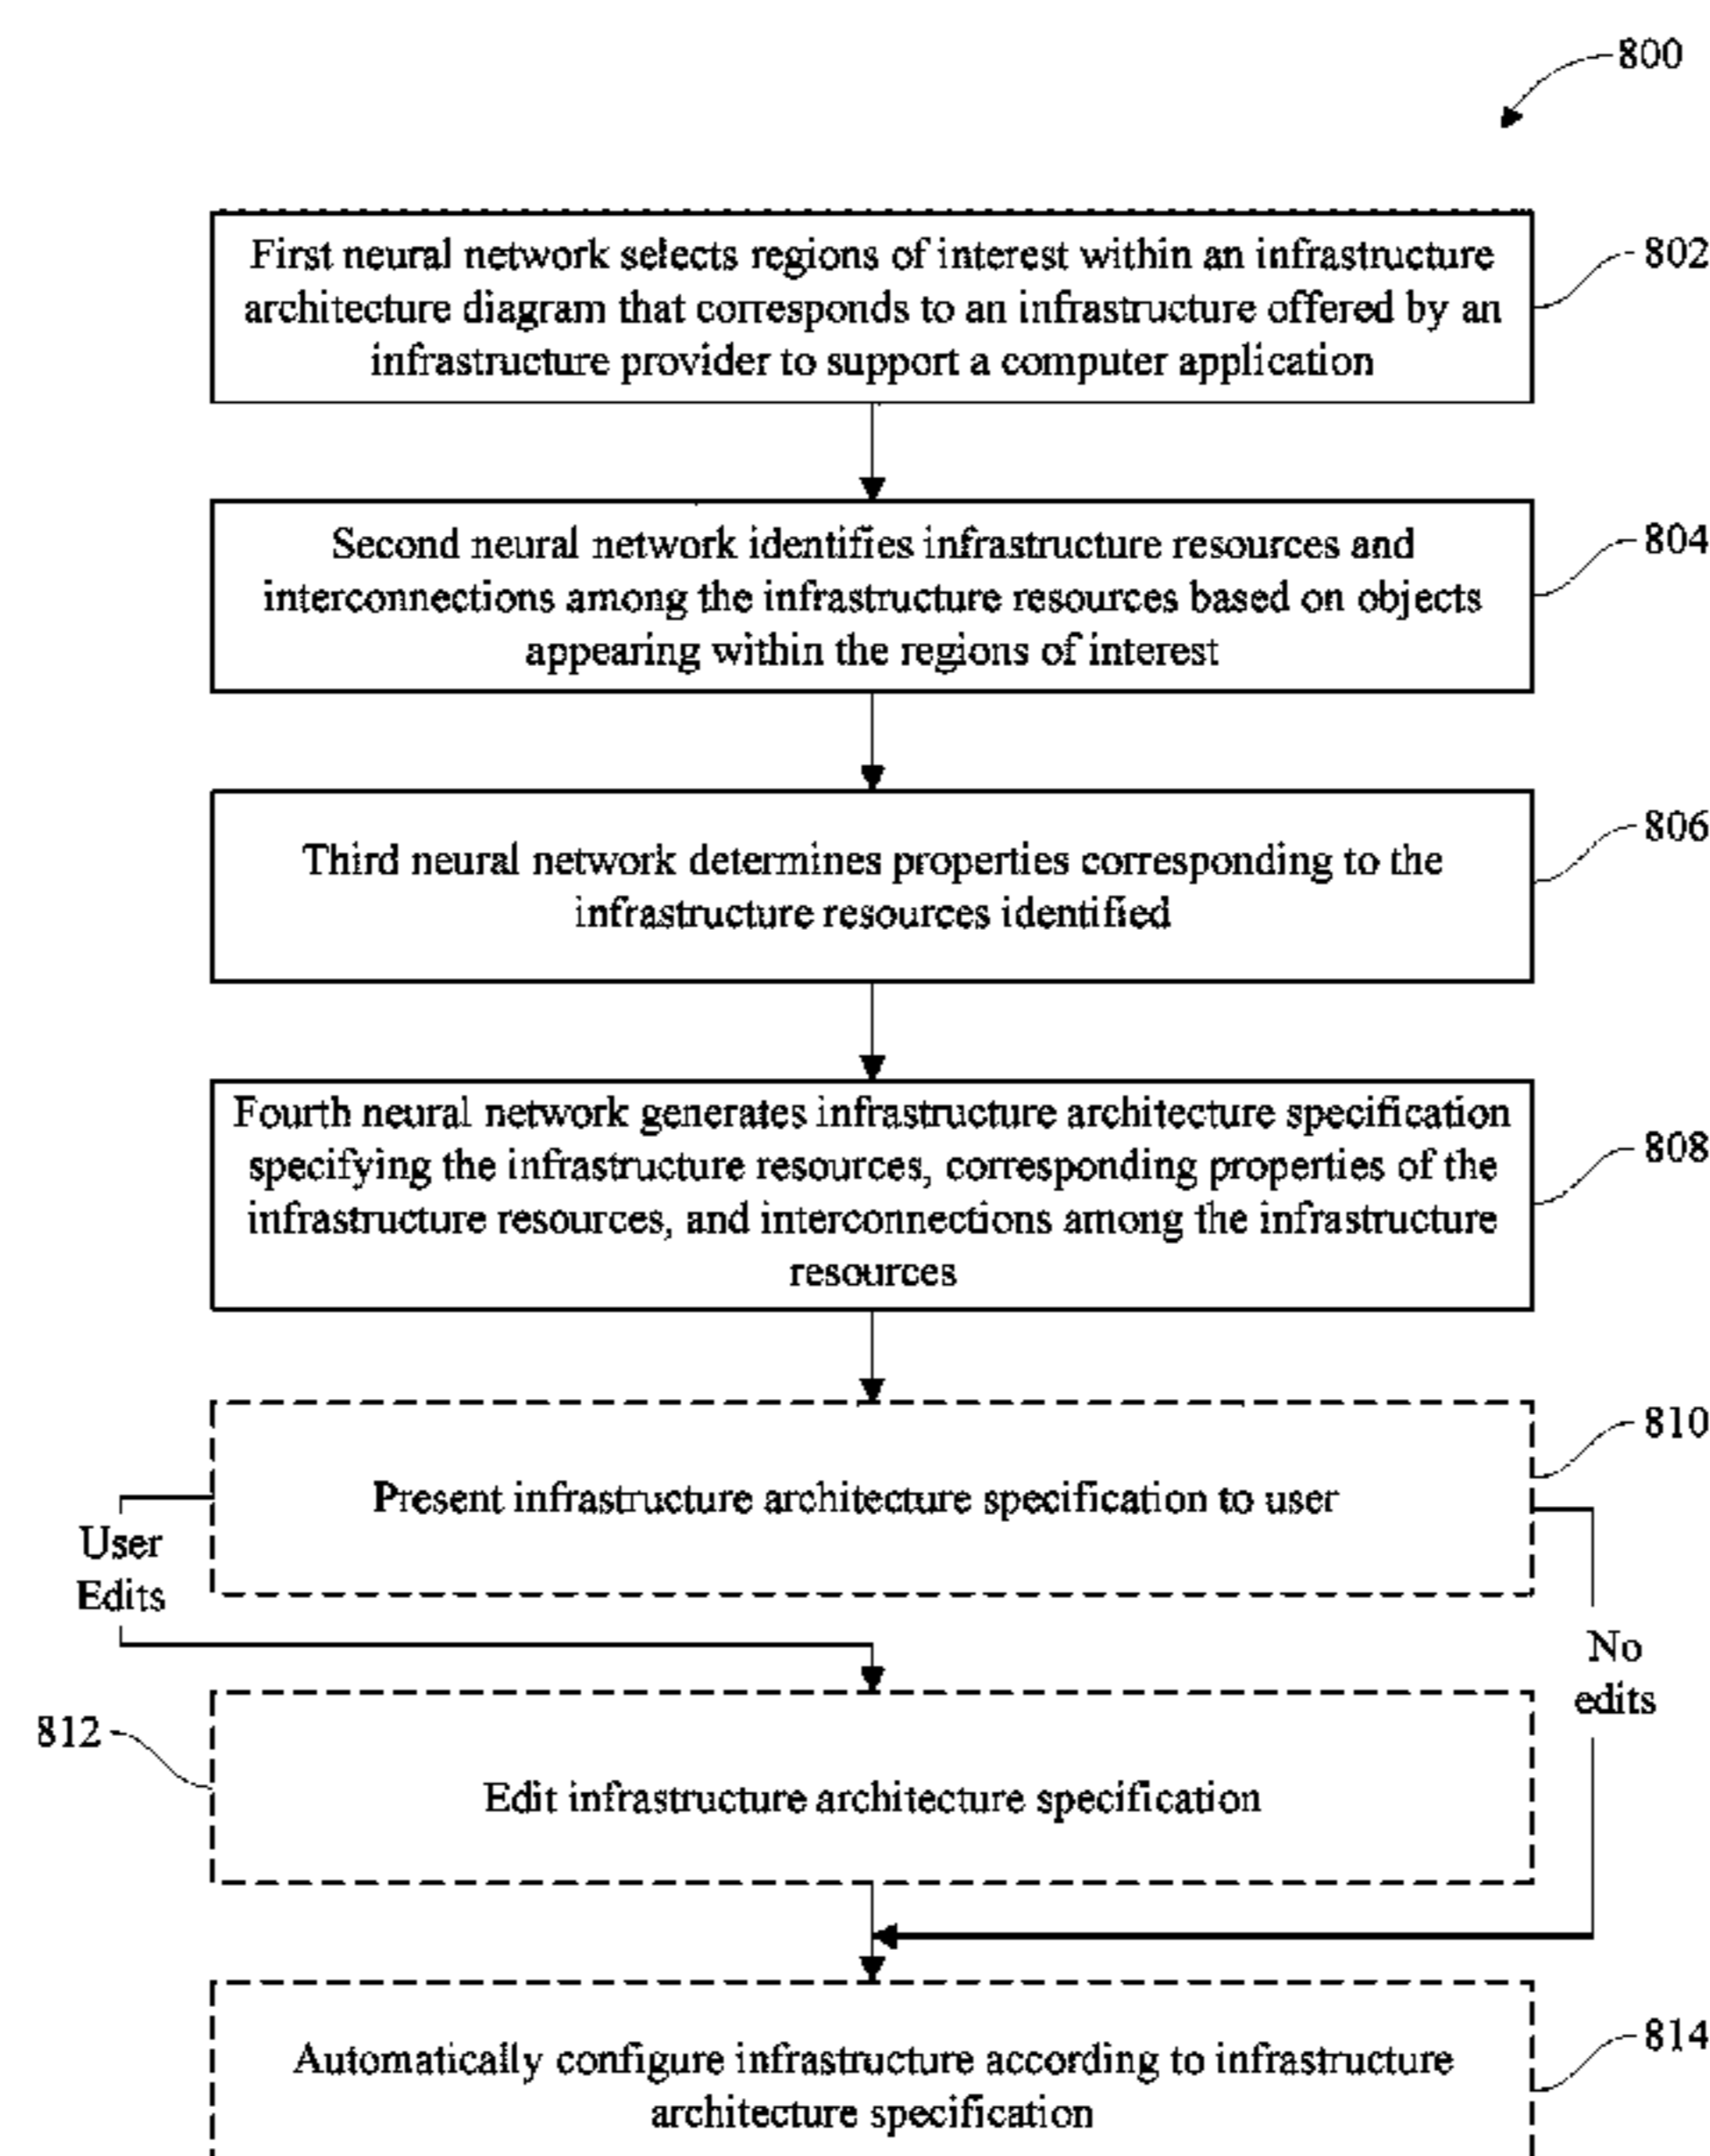 800
First neural network selects regions of interest within an infrastructure
architecture diagram that corresponds to an infrastructure offered by an
infrastructure provider to support a computer application
802
Second neural network identifies infrastructure resources and
interconnections among the infrastructure resources based on objects
appearing within the regions of interest
804
Third neural network determines properties corresponding to the
infrastructure resources identified
806
Fourth neural network generates infrastructure architecture specification
specifying the infrastructure resources, corresponding properties of the
infrastructure resources, and interconnections among the infrastructure
resources
808
Present infrastructure architecture specification to user
810
User
Edits
No
edits
812
Edit infrastructure architecture specification
Automatically configure infrastructure according to infrastructure
architecture specification
814